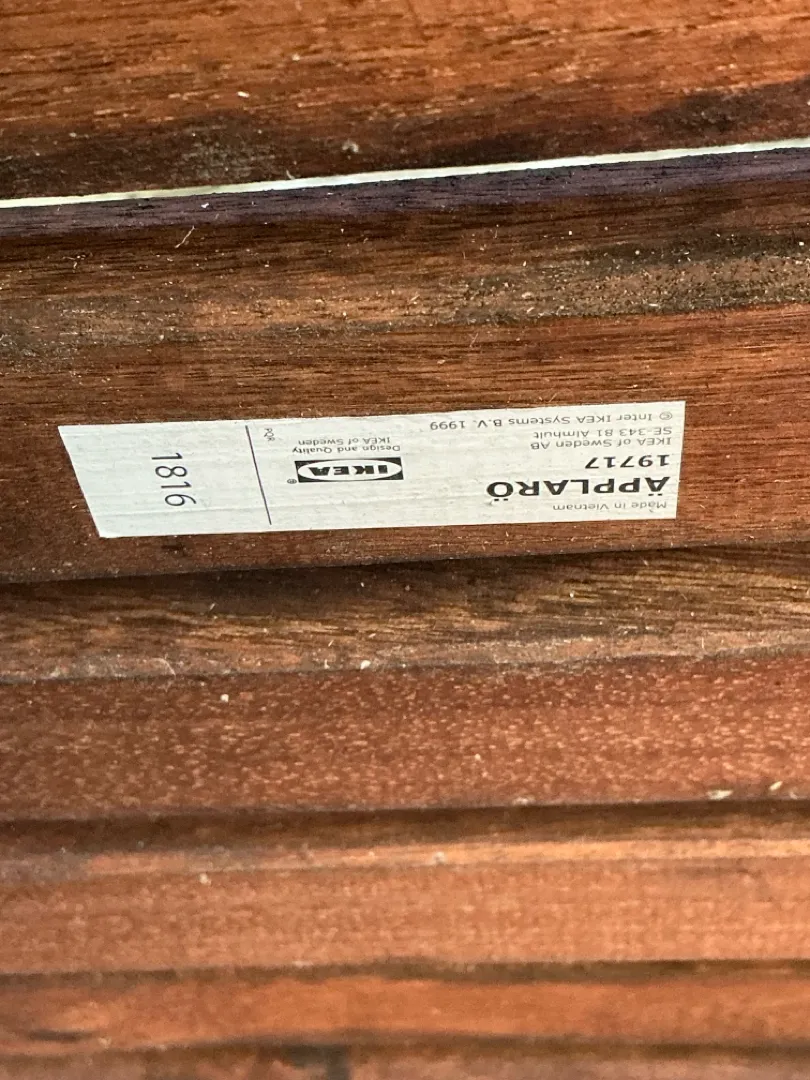 Made in Vietnam
ÄPPLARÖ
19717
IKEA of Sweden AB
SE-343 81 Älmhult
© Inter IKEA Systems B.V. 1999
IKEA®
Design and Quality
IKEA of Sweden
PQR
1816